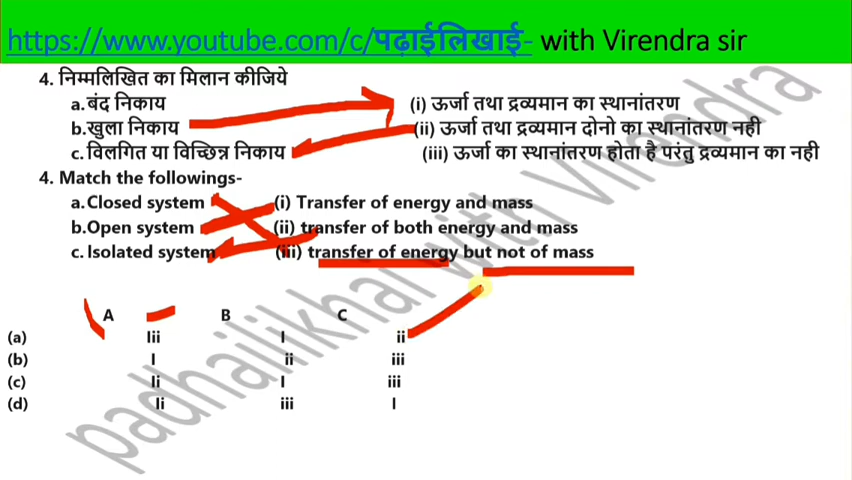 https://www.youtube.com/c/पढ़ाईलिखाई- with Virendra sir
4. निम्मलिखित का मिलान कीजिये
a.बंद निकाय (i) ऊर्जा तथा द्रव्यमान का स्थानांतरण
b.खुला निकाय (ii) ऊर्जा तथा द्रव्यमान दोनो का स्थानांतरण नही
c.विलगित या विच्छिन्न निकाय (iii) ऊर्जा का स्थानांतरण होता है परंतु द्रव्यमान का नही
4. Match the followings-
a.Closed system (i) Transfer of energy and mass
b.Open system (ii) transfer of both energy and mass
c. Isolated system (iii) transfer of energy but not of mass
A B C
(a) Iii I ii
(b) I ii iii
(c) Ii I iii
(d) Ii iii I
padhailikhai with Virendra